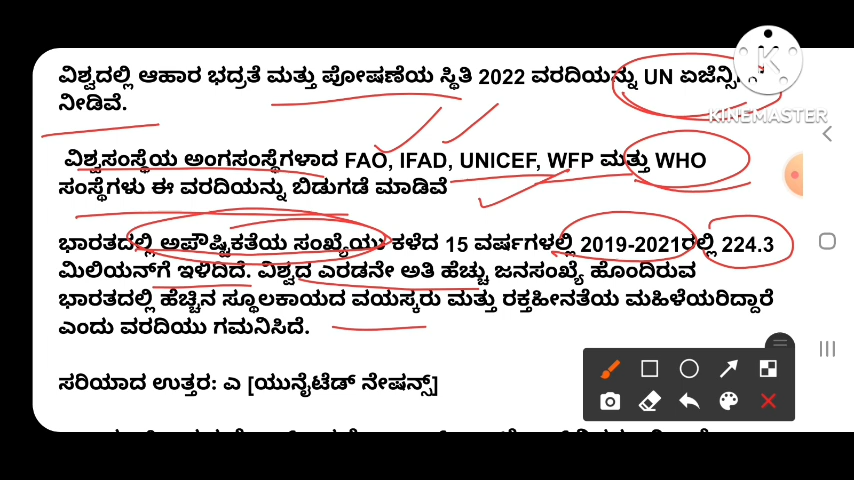 ವಿಶ್ವದಲ್ಲಿ ಆಹಾರ ಭದ್ರತೆ ಮತ್ತು ಪೋಷಣೆಯ ಸ್ಥಿತಿ 2022 ವರದಿಯನ್ನು UN
ನೀಡಿವೆ.
ವಿಶ್ವಸಂಸ್ಥೆಯ ಅಂಗಸಂಸ್ಥೆಗಳಾದ FAO, IFAD, UNICEF, WFP ಮತ್ತು WHO
ಸಂಸ್ಥೆಗಳು ಈ ವರದಿಯನ್ನು ಬಿಡುಗಡೆ ಮಾಡಿವೆ
ಭಾರತದಲ್ಲಿ ಅಪೌಷ್ಟಿಕತೆಯ ಸಂಖ್ಯೆಯು ಕಳೆದ 15 ವರ್ಷಗಳಲ್ಲಿ 2019-2021ರಲ್ಲಿ 224.3
ಮಿಲಿಯನ್‌ಗೆ ಇಳಿದಿದೆ. ವಿಶ್ವದ ಎರಡನೇ ಅತಿ ಹೆಚ್ಚು ಜನಸಂಖ್ಯೆ ಹೊಂದಿರುವ
ಭಾರತದಲ್ಲಿ ಹೆಚ್ಚಿನ ಸ್ಥೂಲಕಾಯದ ವಯಸ್ಕರು ಮತ್ತು ರಕ್ತಹೀನತೆಯ ಮಹಿಳೆಯರಿದ್ದಾರೆ
ಎಂದು ವರದಿಯು ಗಮನಿಸಿದೆ.
ಸರಿಯಾದ ಉತ್ತರ: ಎ [ಯುನೈಟೆಡ್ ನೇಷನ್ಸ್]
KINEMASTER